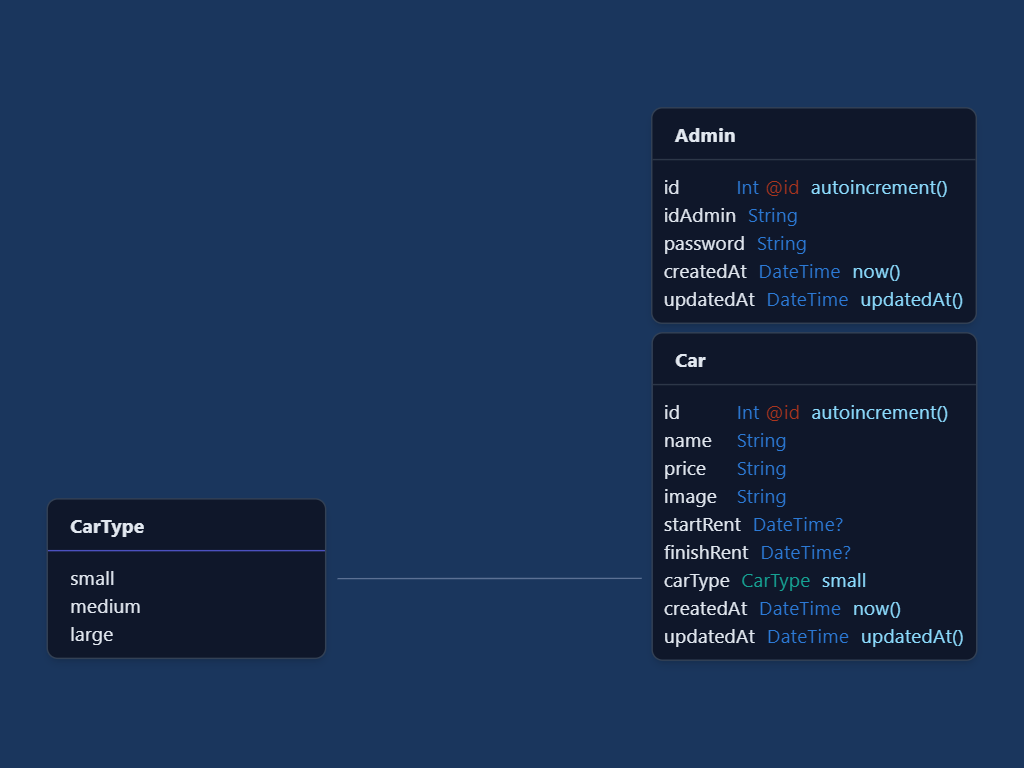 Admin
id Int @id autoincrement()
idAdmin String
password String
createdAt DateTime now()
updatedAt DateTime updatedAt()
Car
id Int @id autoincrement()
name String
price String
image String
startRent DateTime?
finishRent DateTime?
carType CarType small
createdAt DateTime now()
updatedAt DateTime updatedAt()
CarType
small
medium
large